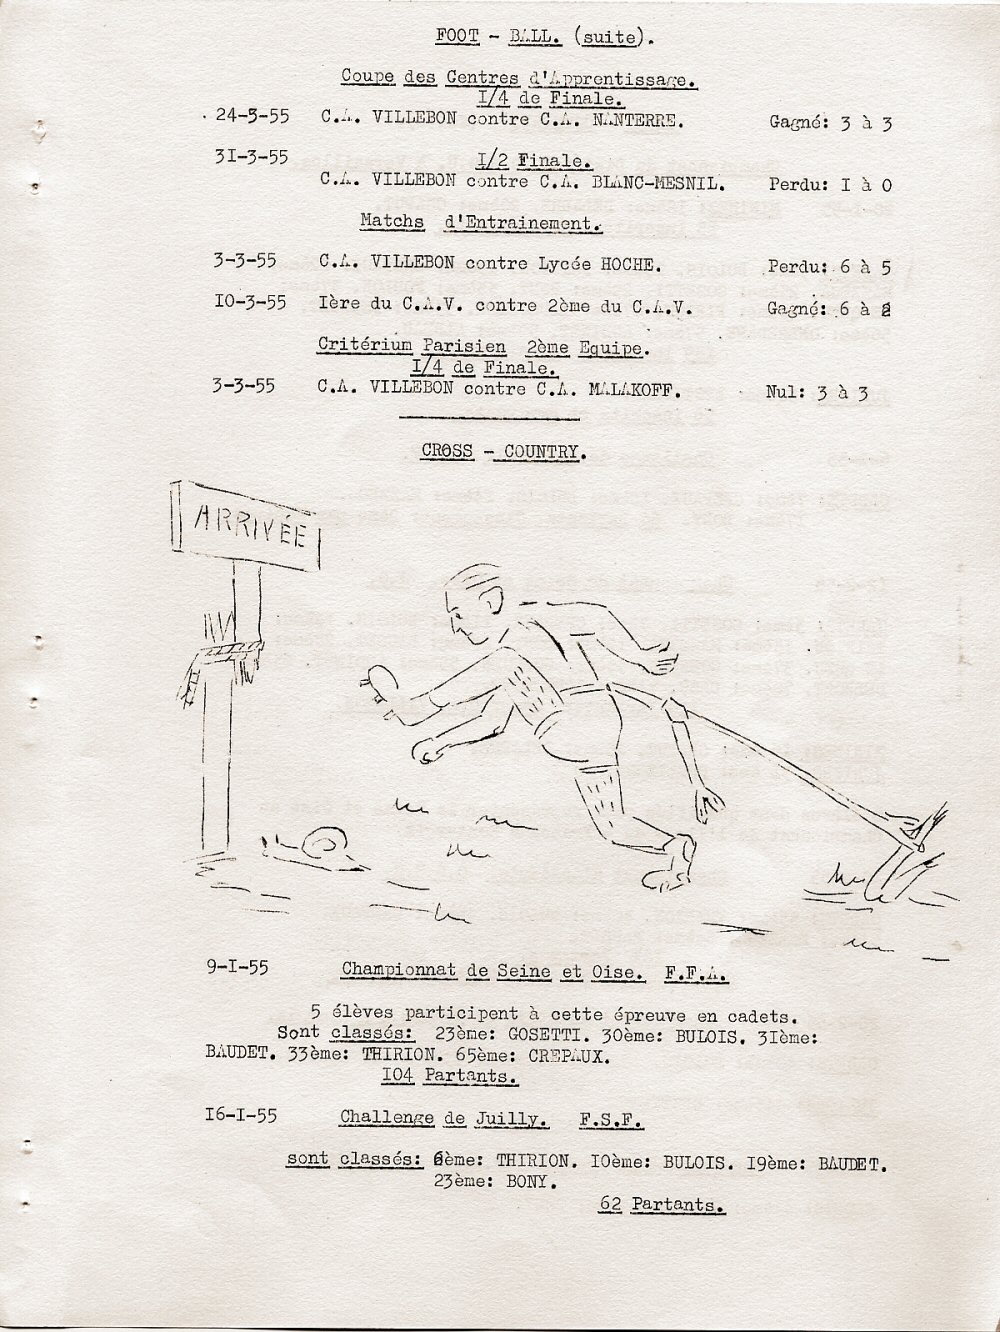 FOOT - BALL. (suite).
Coupe des Centres d'Apprentissage.
I/4 de Finale.
24-3-55 C.A. VILLEBON contre C.A. NANTERRE. Gagné: 3 à 3
3I-3-55 I/2 Finale.
C.A. VILLEBON contre C.A. BLANC-MESNIL. Perdu: I à O
Matchs d'Entrainement.
3-3-55 C.A. VILLEBON contre Lycée HOCHE. Perdu: 6 à 5
IO-3-55 Ière du C.A.V. contre 2ème du C.A.V. Gagné: 6 à 2
Critérium Parisien 2ème Equipe.
I/4 de Finale.
3-3-55 C.A. VILLEBON contre C.A. MALAKOFF. Nul: 3 à 3
CROSS - COUNTRY.
ARRIVÉE
9-I-55 Championnat de Seine et Oise. F.F.A.
5 élèves participent à cette épreuve en cadets.
Sont classés: 23ème: GOSETTI. 30ème: BULOIS. 3Ième:
BAUDET. 33ème: THIRION. 65ème: CREPAUX.
IO4 Partants.
I6-I-55 Challenge de Juilly. F.S.F.
sont classés: 6ème: THIRION. IOème: BULOIS. I9ème: BAUDET.
23ème: BONY.
62 Partants.